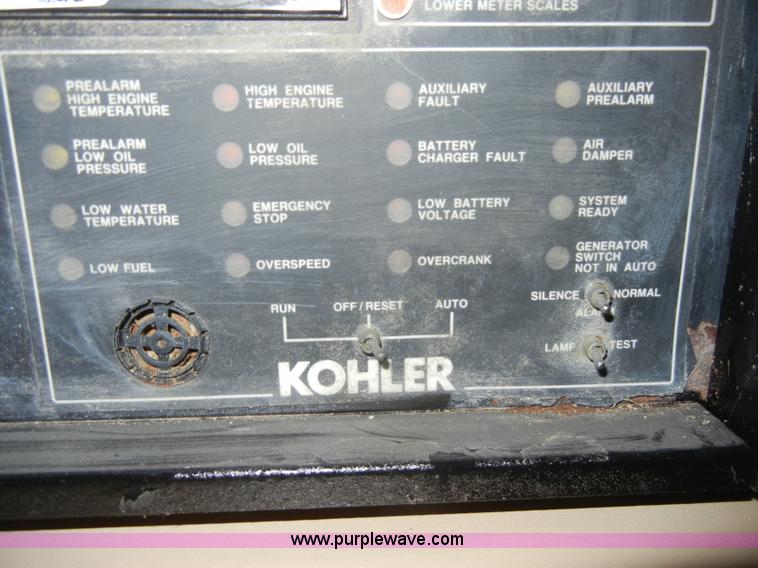 LOWER METER SCALES
PREALARM
HIGH ENGINE
TEMPERATURE
HIGH ENGINE
TEMPERATURE
AUXILIARY
FAULT
AUXILIARY
PREALARM
PREALARM
LOW OIL
PRESSURE
LOW OIL
PRESSURE
BATTERY
CHARGER FAULT
AIR
DAMPER
LOW WATER
TEMPERATURE
EMERGENCY
STOP
LOW BATTERY
VOLTAGE
SYSTEM
READY
LOW FUEL
OVERSPEED
OVERCRANK
GENERATOR
SWITCH
NOT IN AUTO
RUN OFF/RESET AUTO
SILENCE NORMAL
LAMP TEST
KOHLER
www.purplewave.com